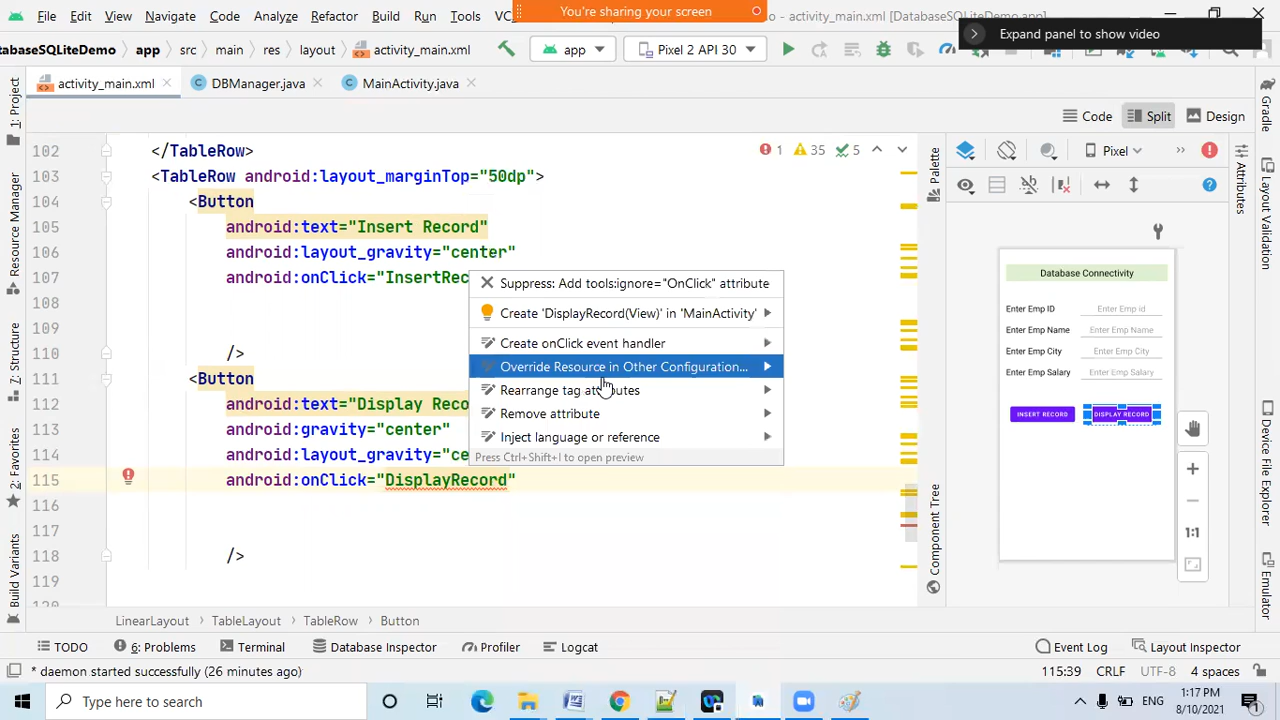 File Edit View Navigate Code Analyze Refactor Build Run Tools VC
You're sharing your screen
activity_main.xml [DatabaseSQLiteDemo.app]
Expand panel to show video
atabaseSQLiteDemo app src main res layout activity_main.xml
app Pixel 2 API 30
activity_main.xml DBManager.java MainActivity.java
Code Split Design
1: Project
Resource Manager
Z: Structure
2: Favorites
Build Variants
102 </TableRow>
1 35 5
103 <TableRow android:layout_marginTop="50dp">
104 <Button
105 android:text="Insert Record"
106 android:layout_gravity="center"
107 android:onClick="InsertRec
108
109
110 />
111 <Button
112 android:text="Display Reco
113 android:gravity="center"
114 android:layout_gravity="ce
115 android:onClick="DisplayRecord"
116
117
118 />
119
120
Suppress: Add tools:ignore="OnClick" attribute
Create 'DisplayRecord(View)' in 'MainActivity'
Create onClick event handler
Override Resource in Other Configuration...
Rearrange tag attributes
Remove attribute
Inject language or reference
Press Ctrl+Shift+I to open preview
Palette
Component Tree
Pixel
Database Connectivity
Enter Emp ID Enter Emp ID
Enter Emp Name Enter Emp Name
Enter Emp City Enter Emp City
Enter Emp Salary Enter Emp Salary
INSERT RECORD DISPLAY RECORD
1:1
Attributes
Gradle
Layout Validation
Device File Explorer
Emulator
LinearLayout TableLayout TableRow Button
TODO 6: Problems Terminal Database Inspector Profiler Logcat Event Log Layout Inspector
* daemon started successfully (26 minutes ago) 115:39 CRLF UTF-8 4 spaces
Type here to search
ENG
1:17 PM
8/10/2021